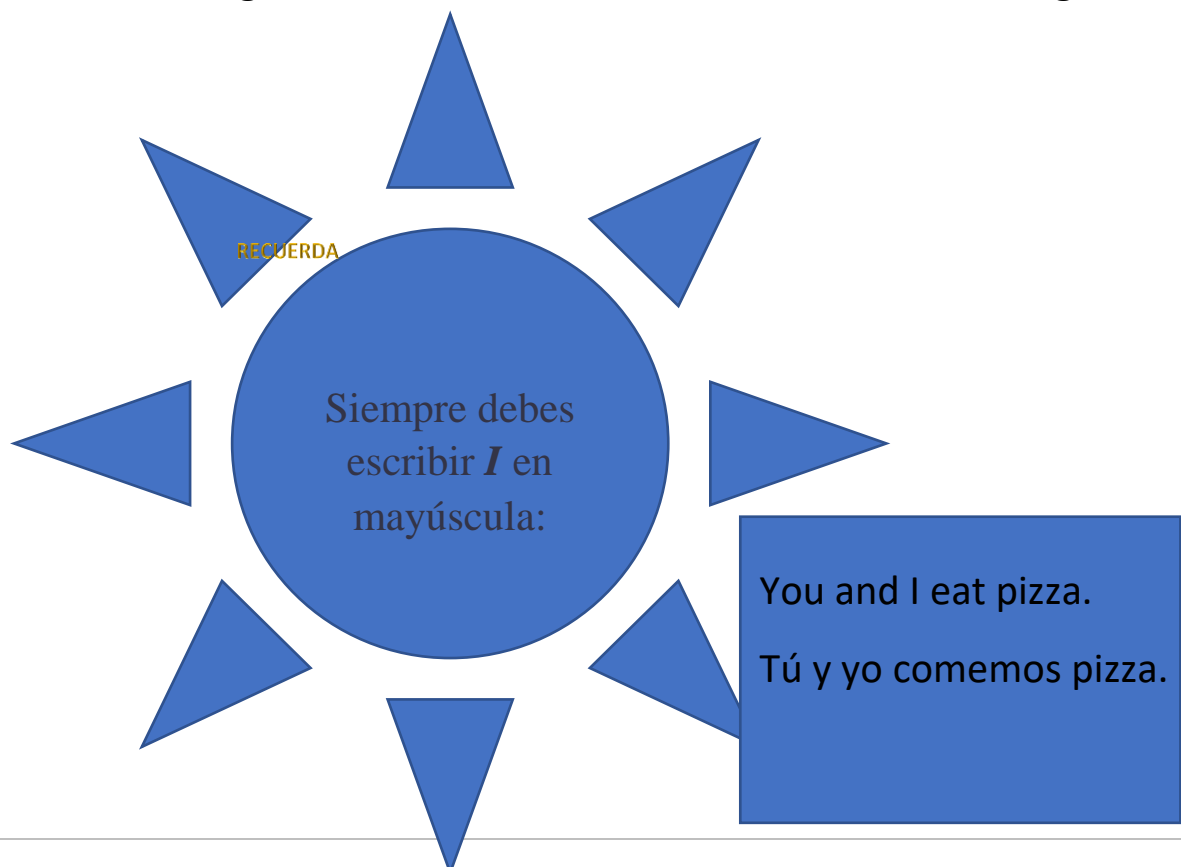 RECUERDA
Siempre debes
escribir I en
mayúscula:
You and I eat pizza.
Tú y yo comemos pizza.